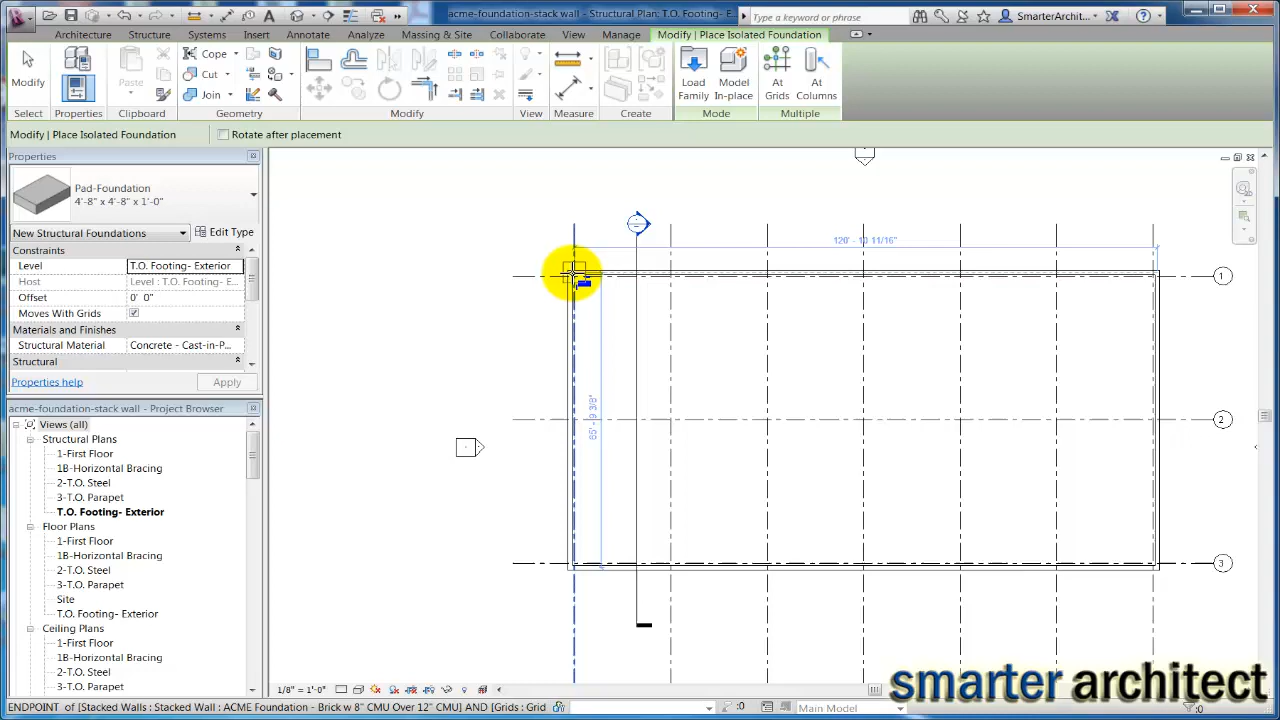 acme-foundation-stack wall - Structural Plan: T.O. Footing- E...
Type a keyword or phrase
SmarterArchit...
Architecture
Structure
Systems
Insert
Annotate
Analyze
Massing & Site
Collaborate
View
Manage
Modify | Place Isolated Foundation
Modify
Paste
Cope
Cut
Join
Load Family
Model In-place
At Grids
At Columns
Select
Properties
Clipboard
Geometry
Modify
View
Measure
Create
Mode
Multiple
Modify | Place Isolated Foundation
Rotate after placement
Properties
Pad-Foundation
4'-8" x 4'-8" x 1'-0"
New Structural Foundations
Edit Type
Constraints
Level T.O. Footing- Exterior
Host Level : T.O. Footing- E...
Offset 0' 0"
Moves With Grids
Materials and Finishes
Structural Material Concrete - Cast-in-P...
Structural
Properties help
Apply
acme-foundation-stack wall - Project Browser
Views (all)
Structural Plans
1-First Floor
1B-Horizontal Bracing
2-T.O. Steel
3-T.O. Parapet
T.O. Footing- Exterior
Floor Plans
1-First Floor
1B-Horizontal Bracing
2-T.O. Steel
3-T.O. Parapet
Site
T.O. Footing- Exterior
Ceiling Plans
1-First Floor
1B-Horizontal Bracing
2-T.O. Steel
3-T.O. Parapet
120' - 10 11/16"
1
2
3
1/8" = 1'-0"
smarter architect
ENDPOINT of [Stacked Walls : Stacked Wall : ACME Foundation - Brick w 8" CMU Over 12" CMU] AND [Grids : Grid
:0
Main Model
:0